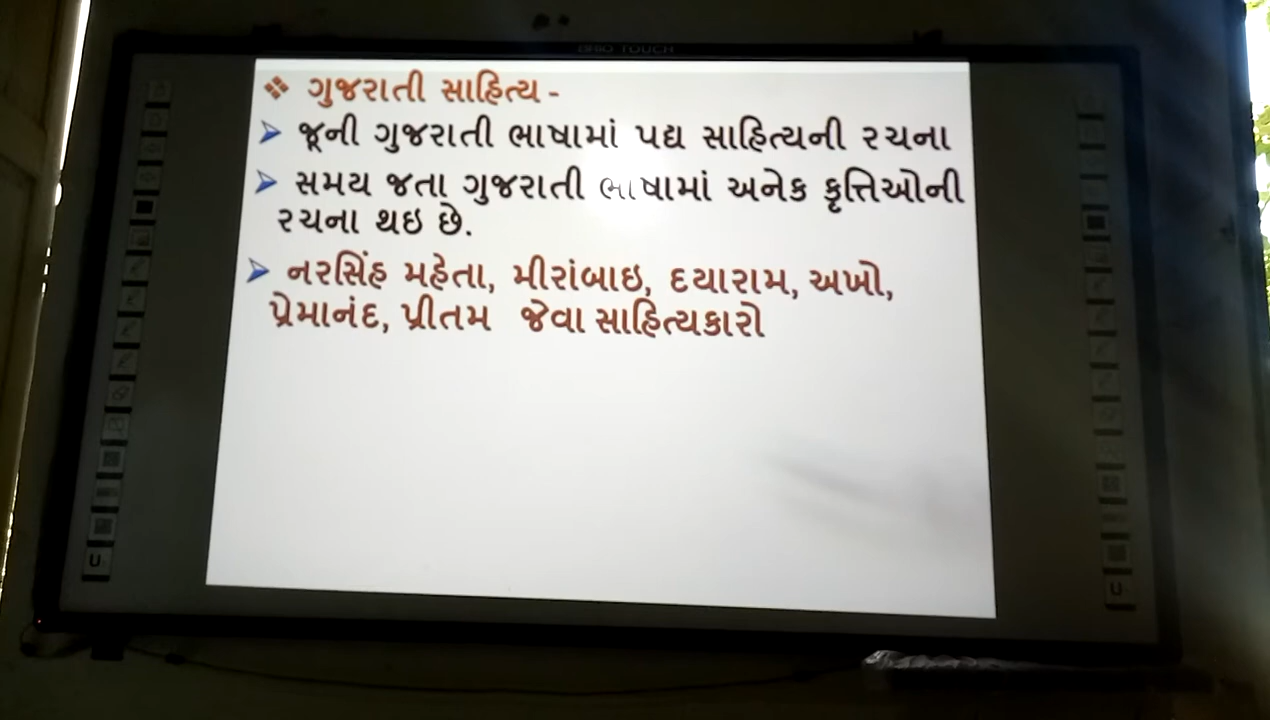 ❖ ગુજરાતી સાહિત્ય -
➢ જૂની ગુજરાતી ભાષામાં પદ્ય સાહિત્યની રચના
➢ સમય જતા ગુજરાતી ભાષામાં અનેક કૃત્તિઓની
રચના થઇ છે.
➢ નરસિંહ મહેતા, મીરાંબાઇ, દયારામ, અખો,
પ્રેમાનંદ, પ્રીતમ જેવા સાહિત્યકારો